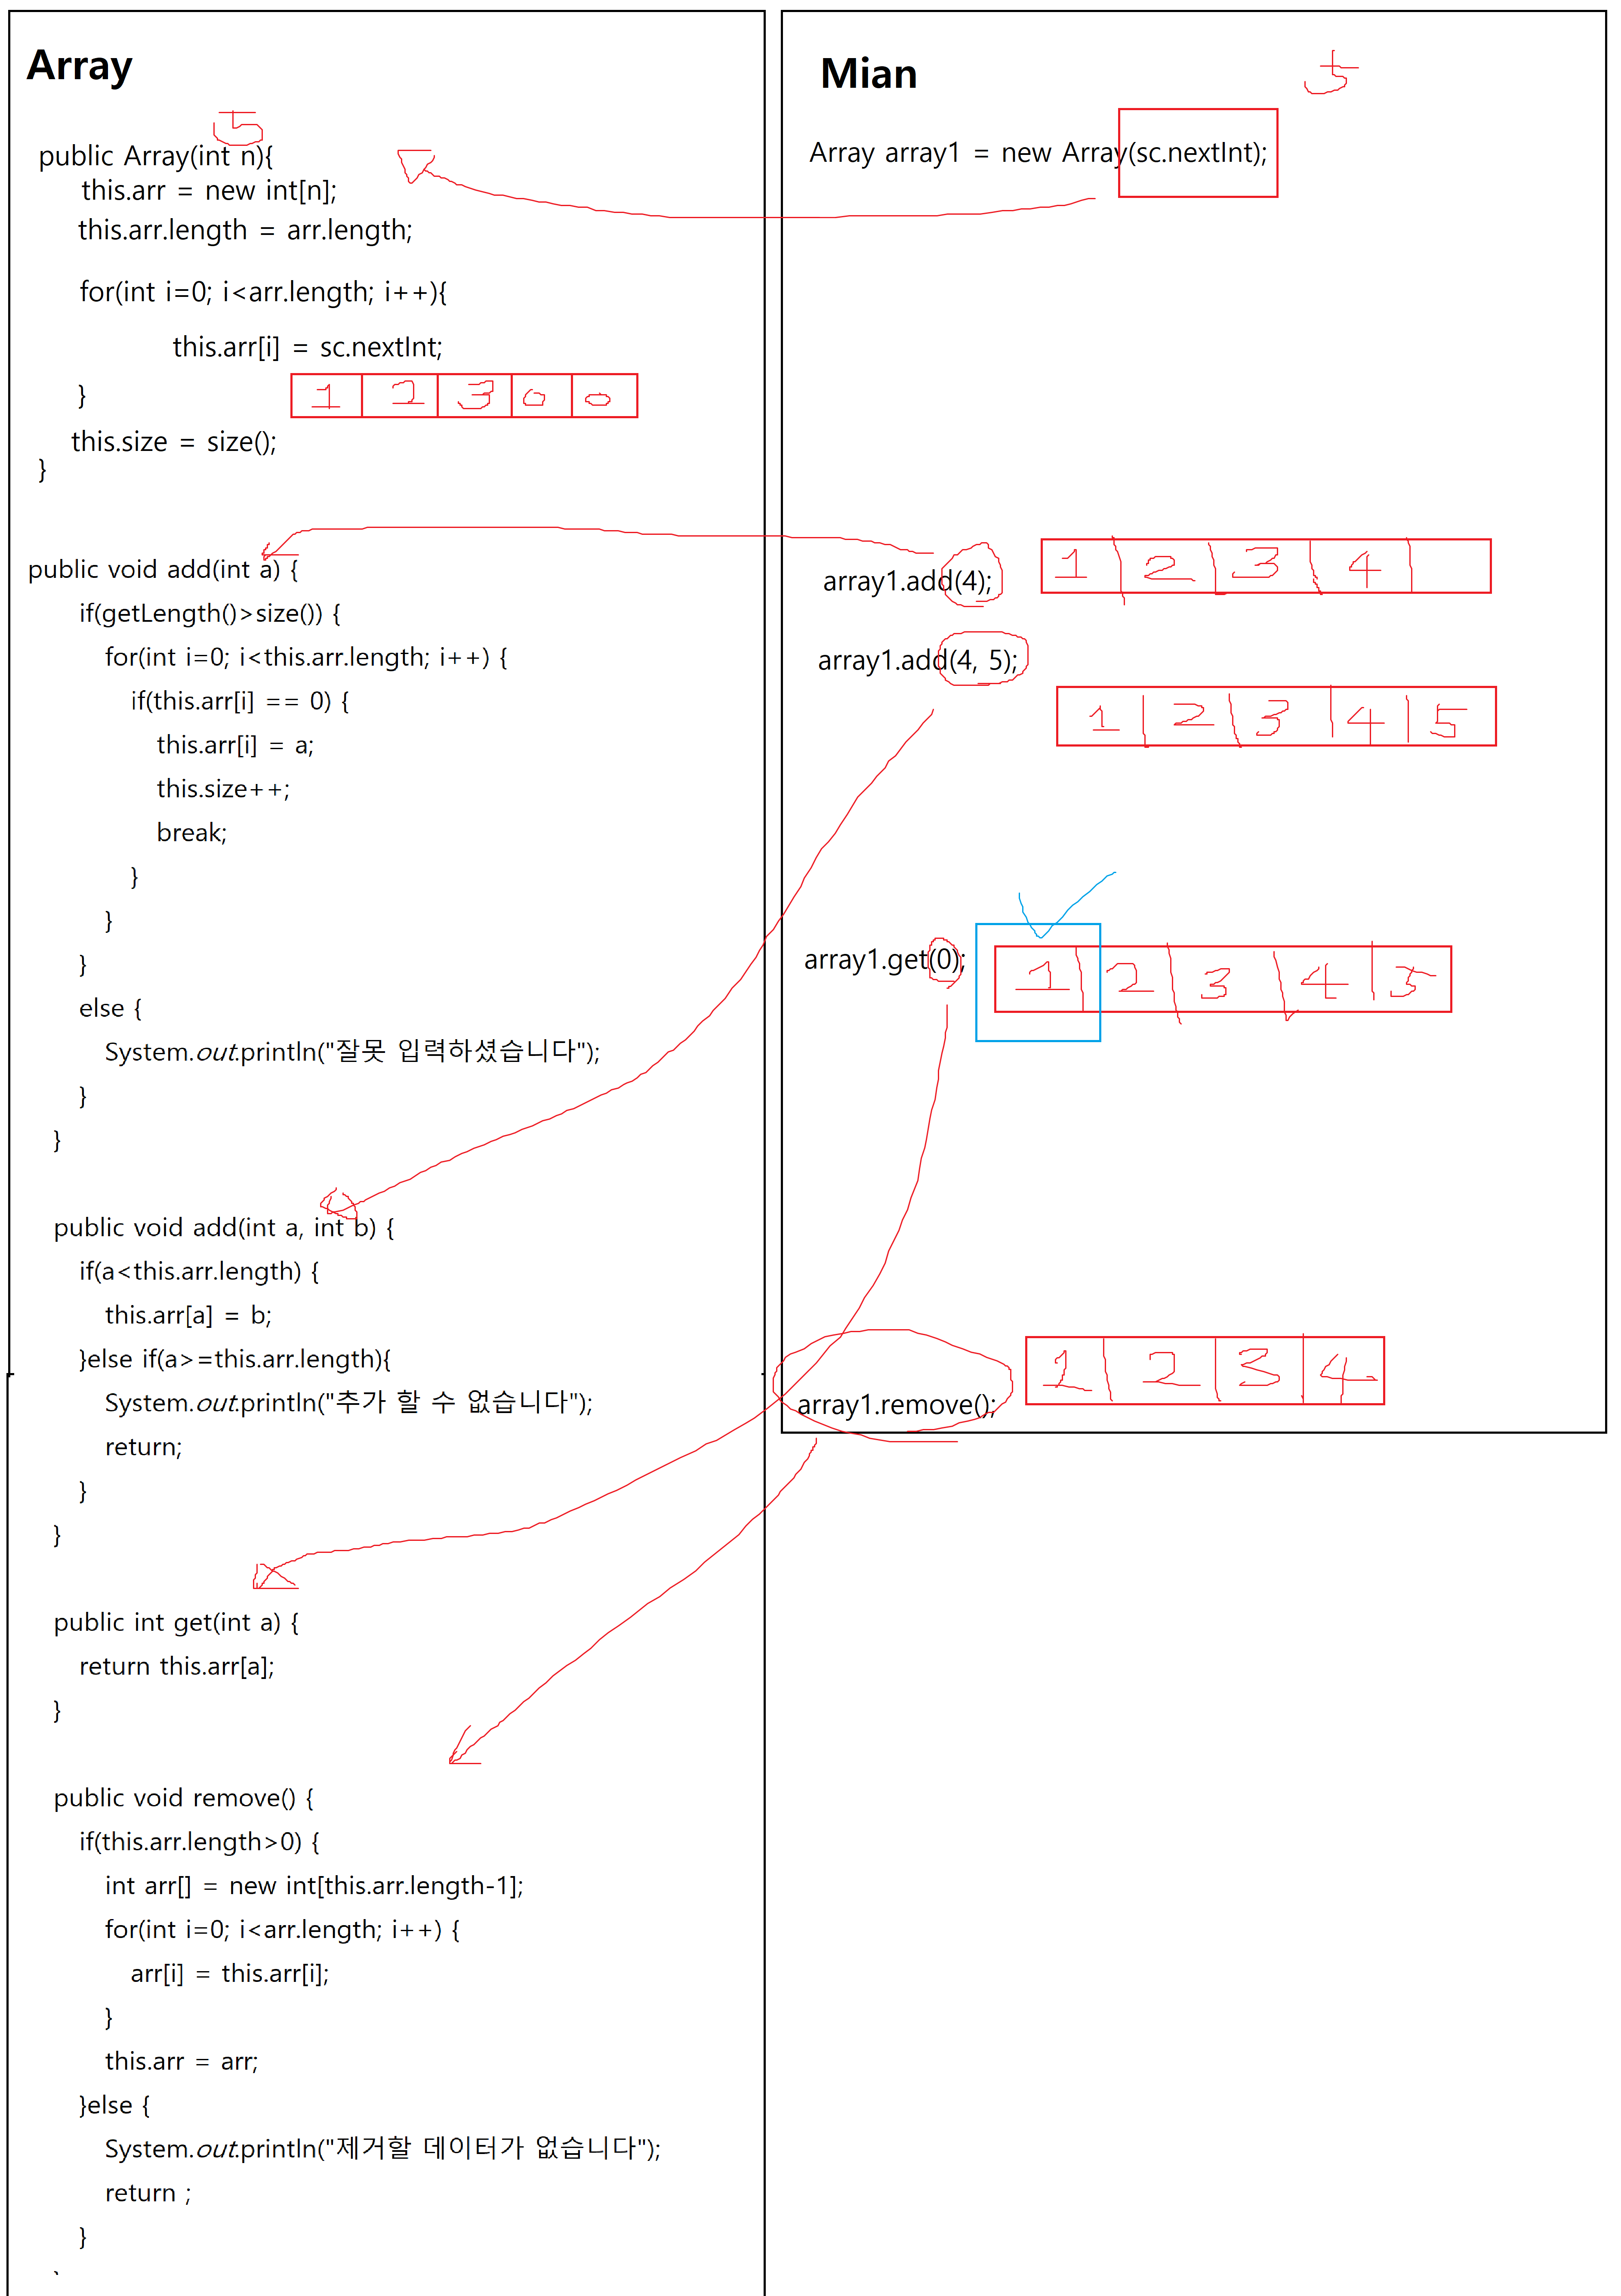 Array
5
public Array(int n){
this.arr = new int[n];
this.arr.length = arr.length;
for(int i=0; i<arr.length; i++){
this.arr[i] = sc.nextInt;
}
1 2 3 0 0
this.size = size();
}
public void add(int a) {
if(getLength()>size()) {
for(int i=0; i<this.arr.length; i++) {
if(this.arr[i] == 0) {
this.arr[i] = a;
this.size++;
break;
}
}
}
else {
System.out.println("잘못 입력하셨습니다");
}
}
public void add(int a, int b) {
if(a<this.arr.length) {
this.arr[a] = b;
}else if(a>=this.arr.length){
System.out.println("추가 할 수 없습니다");
return;
}
}
public int get(int a) {
return this.arr[a];
}
public void remove() {
if(this.arr.length>0) {
int arr[] = new int[this.arr.length-1];
for(int i=0; i<arr.length; i++) {
arr[i] = this.arr[i];
}
this.arr = arr;
}else {
System.out.println("제거할 데이터가 없습니다");
return ;
}
Mian
5
Array array1 = new Array(sc.nextInt);
array1.add(4);
1 2 3 4
array1.add(4, 5);
1 2 3 4 5
array1.get(0);
1 2 3 4 5
array1.remove();
1 2 3 4